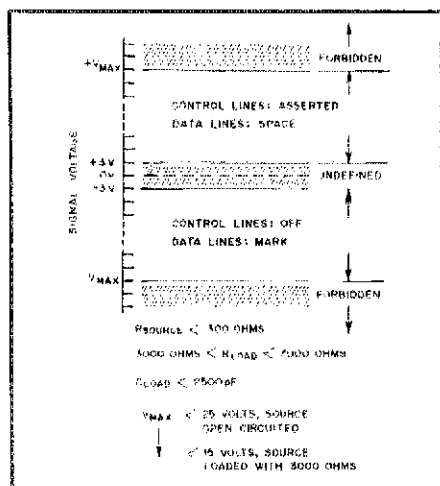 FORBIDDEN
+VMAX
CONTROL LINES: ASSERTED
DATA LINES: SPACE
SIGNAL VOLTAGE
+3V
0V
-3V
UNDEFINED
CONTROL LINES: OFF
DATA LINES: MARK
VMAX
FORBIDDEN
RSOURCE < 300 OHMS
3000 OHMS < RLOAD < 7000 OHMS
CLOAD < 2500pF
VMAX < 25 VOLTS, SOURCE
OPEN CIRCUITED
< 15 VOLTS, SOURCE
LOADED WITH 3000 OHMS